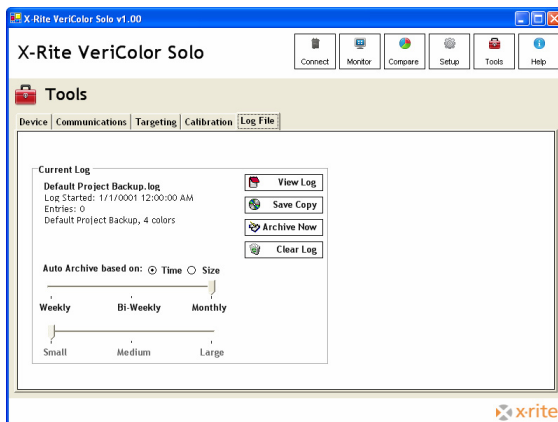 X-Rite VeriColor Solo v1.00
X-Rite VeriColor Solo
Connect Monitor Compare Setup Tools Help
Tools
Device Communications Targeting Calibration Log File
Current Log
Default Project Backup.log
Log Started: 1/1/0001 12:00:00 AM
Entries: 0
Default Project Backup, 4 colors
View Log
Save Copy
Archive Now
Clear Log
Auto Archive based on: Time Size
Weekly Bi-Weekly Monthly
Small Medium Large
x·rite